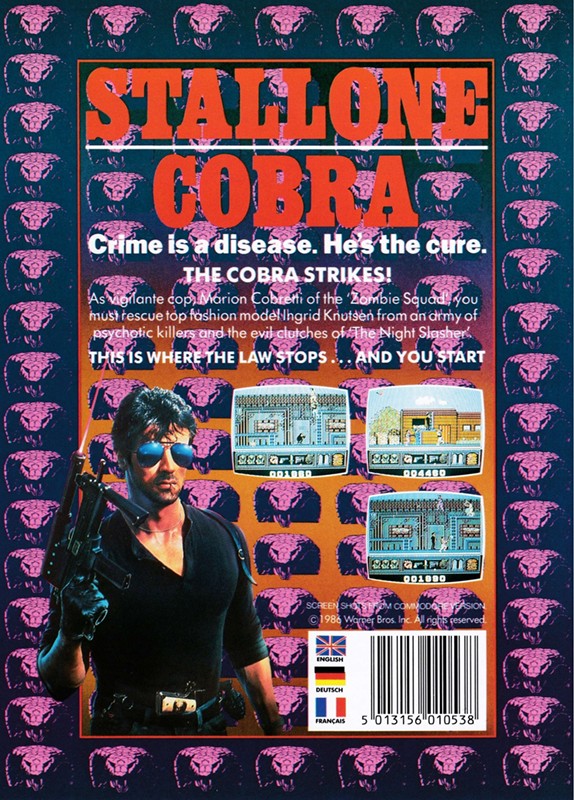 STALLONE
COBRA
Crime is a disease. He's the cure.
THE COBRA STRIKES!
As vigilante cop, Marion Cobretti of the 'Zombie Squad', you
must rescue top fashion model Ingrid Knutsen from an army of
psychotic killers and the evil clutches of 'The Night Slasher'.
THIS IS WHERE THE LAW STOPS . . . AND YOU START
001890
004460
001890
SCREEN SHOTS FROM COMMODORE VERSION
© 1986 Warner Bros. Inc. All rights reserved.
ENGLISH
DEUTSCH
FRANÇAIS
5 013156 010538